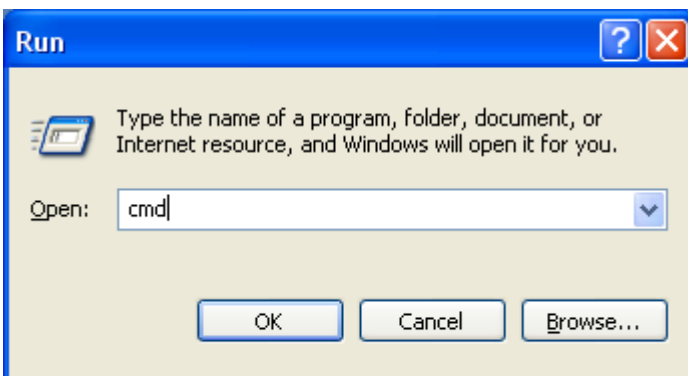 Run
Type the name of a program, folder, document, or
Internet resource, and Windows will open it for you.
Open: cmd
OK Cancel Browse...